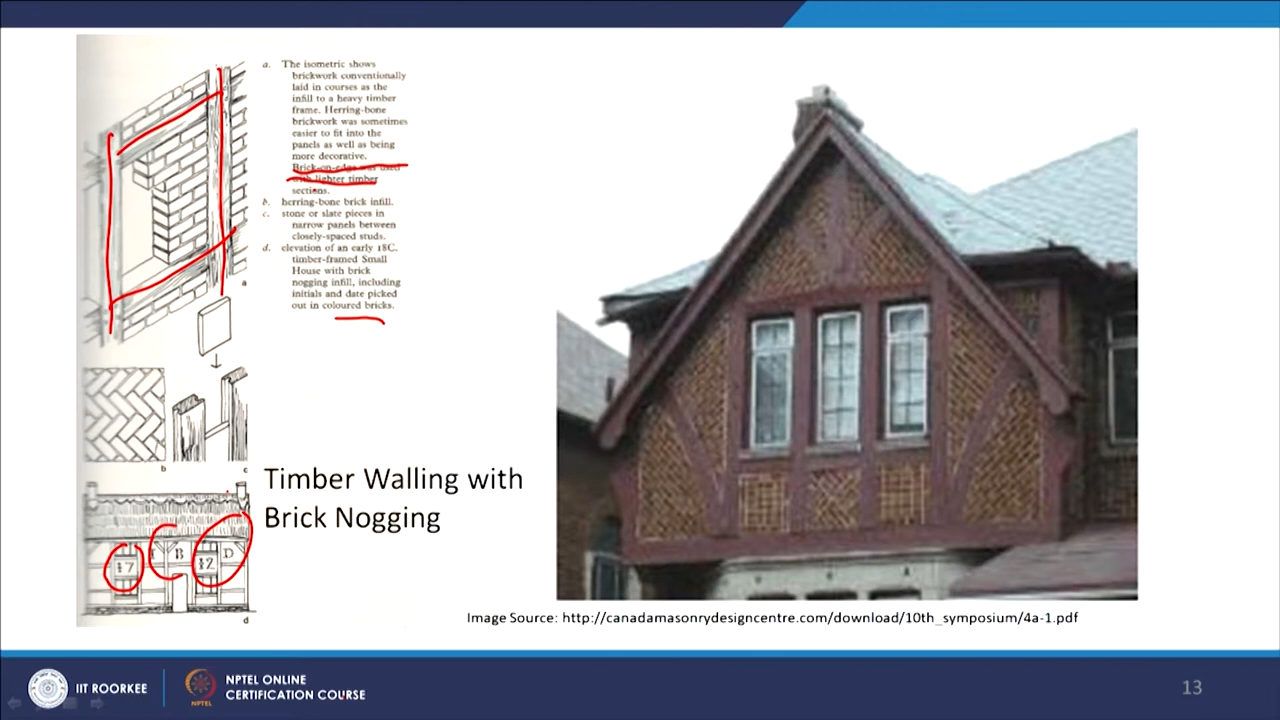 a. The isometric shows
brickwork conventionally
laid in courses as the
infill to a heavy timber
frame. Herring-bone
brickwork was sometimes
easier to fit into the
panels as well as being
more decorative.
Brick-on-edge was used
with lighter timber
sections.
b. herring-bone brick infill.
c. stone or slate pieces in
narrow panels between
closely-spaced studs.
d. elevation of an early 18C.
timber-framed Small
House with brick
nogging infill, including
initials and date picked
out in coloured bricks.
a
b
c
17 B 12 D
d
Timber Walling with
Brick Nogging
Image Source: http://canadamasonrydesigncentre.com/download/10th_symposium/4a-1.pdf
IIT ROORKEE
NPTEL
NPTEL ONLINE
CERTIFICATION COURSE
13